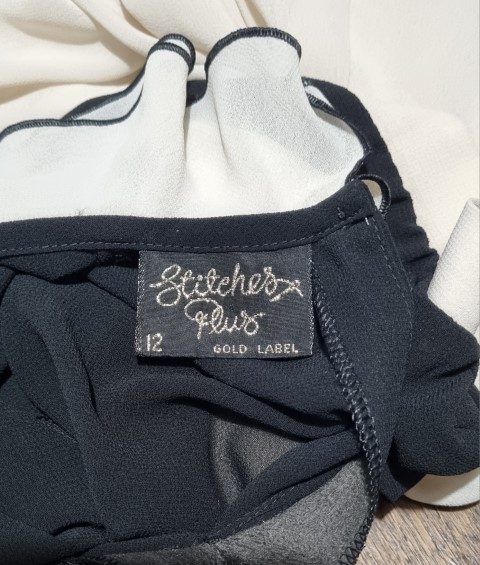 Stitches
Plus
12
GOLD LABEL